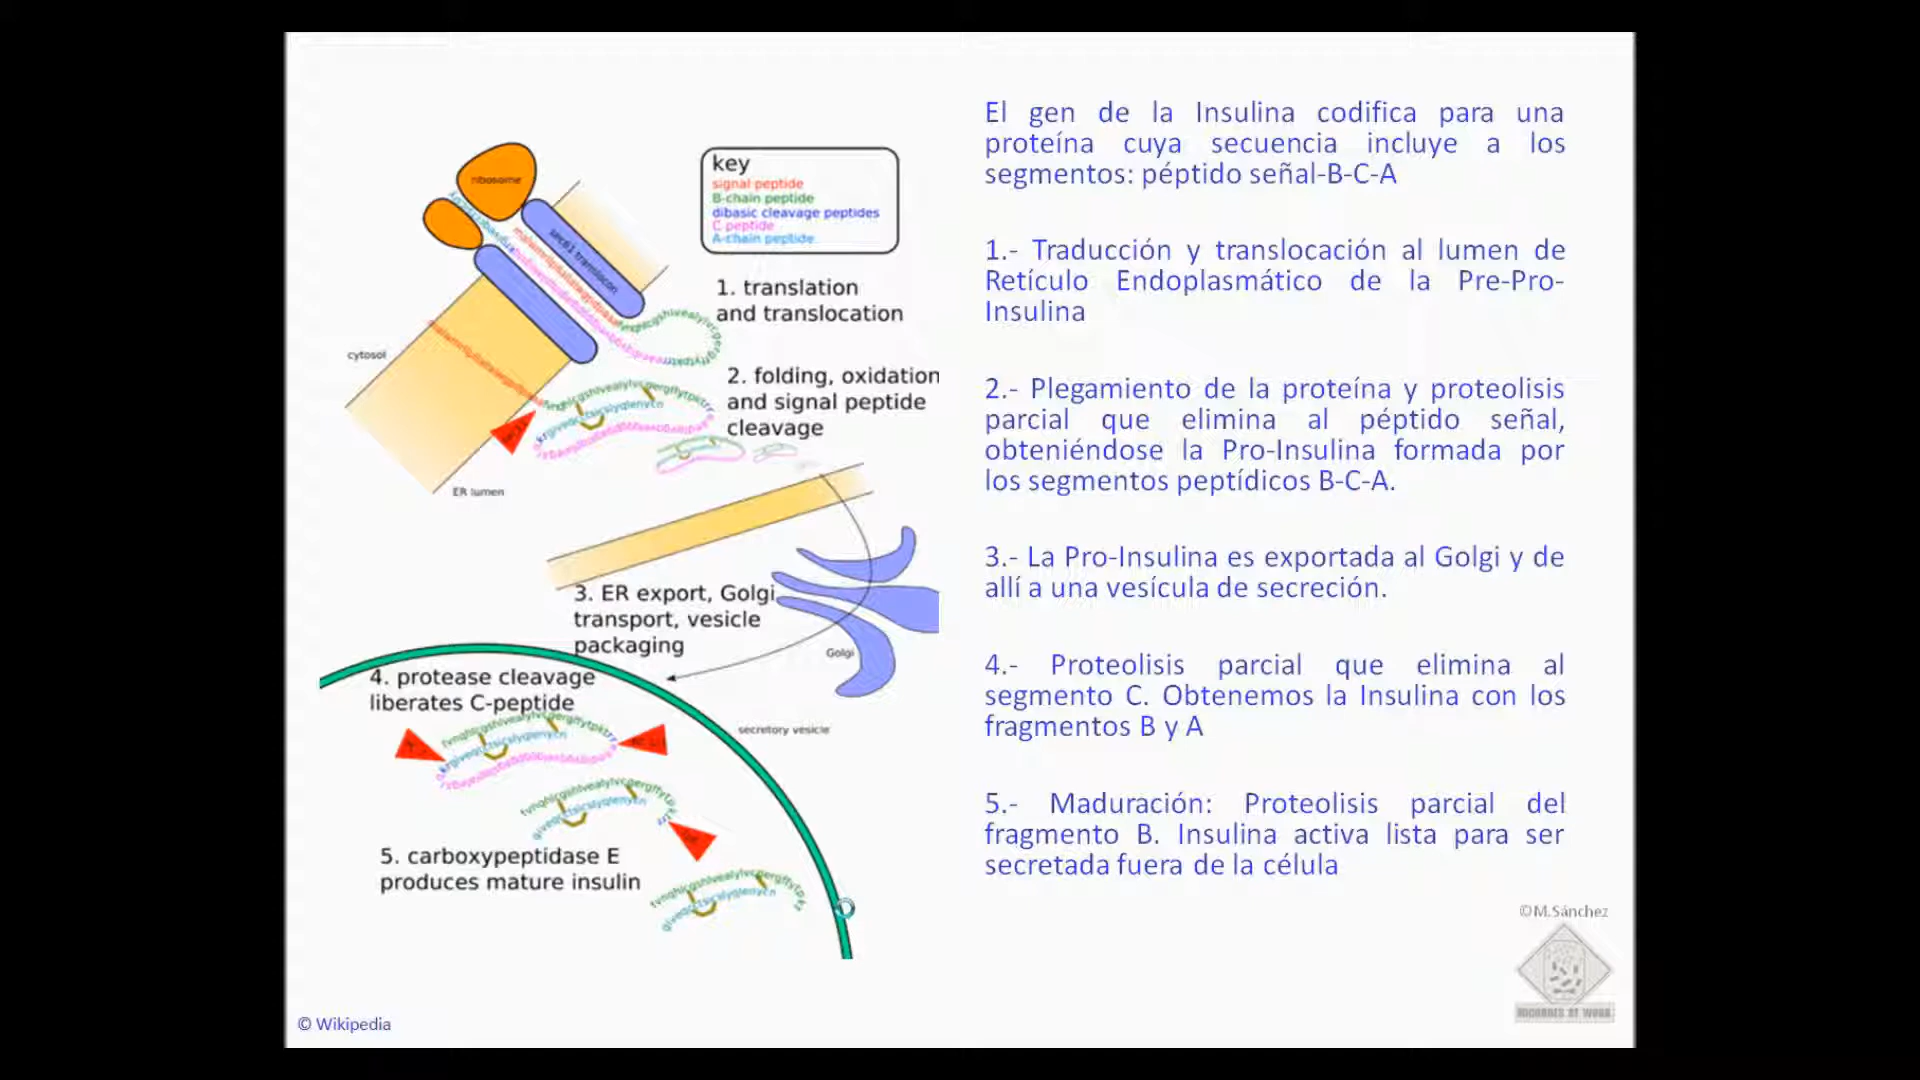 El gen de la Insulina codifica para una
proteína cuya secuencia incluye a los
segmentos: péptido señal-B-C-A
1.- Traducción y translocación al lumen de
Retículo Endoplasmático de la Pre-Pro-
Insulina
2.- Plegamiento de la proteína y proteolisis
parcial que elimina al péptido señal,
obteniéndose la Pro-Insulina formada por
los segmentos peptídicos B-C-A.
3.- La Pro-Insulina es exportada al Golgi y de
allí a una vesícula de secreción.
4.- Proteolisis parcial que elimina al
segmento C. Obtenemos la Insulina con los
fragmentos B y A
5.- Maduración: Proteolisis parcial del
fragmento B. Insulina activa lista para ser
secretada fuera de la célula
ribosome
sec61 translocon
key
signal peptide
B-chain peptide
dibasic cleavage peptides
C peptide
A-chain peptide
1. translation
and translocation
cytosol
2. folding, oxidation
and signal peptide
cleavage
ER lumen
3. ER export, Golgi
transport, vesicle
packaging
Golgi
4. protease cleavage
liberates C-peptide
secretory vesicle
5. carboxypeptidase E
produces mature insulin
©M.Sánchez
© Wikipedia